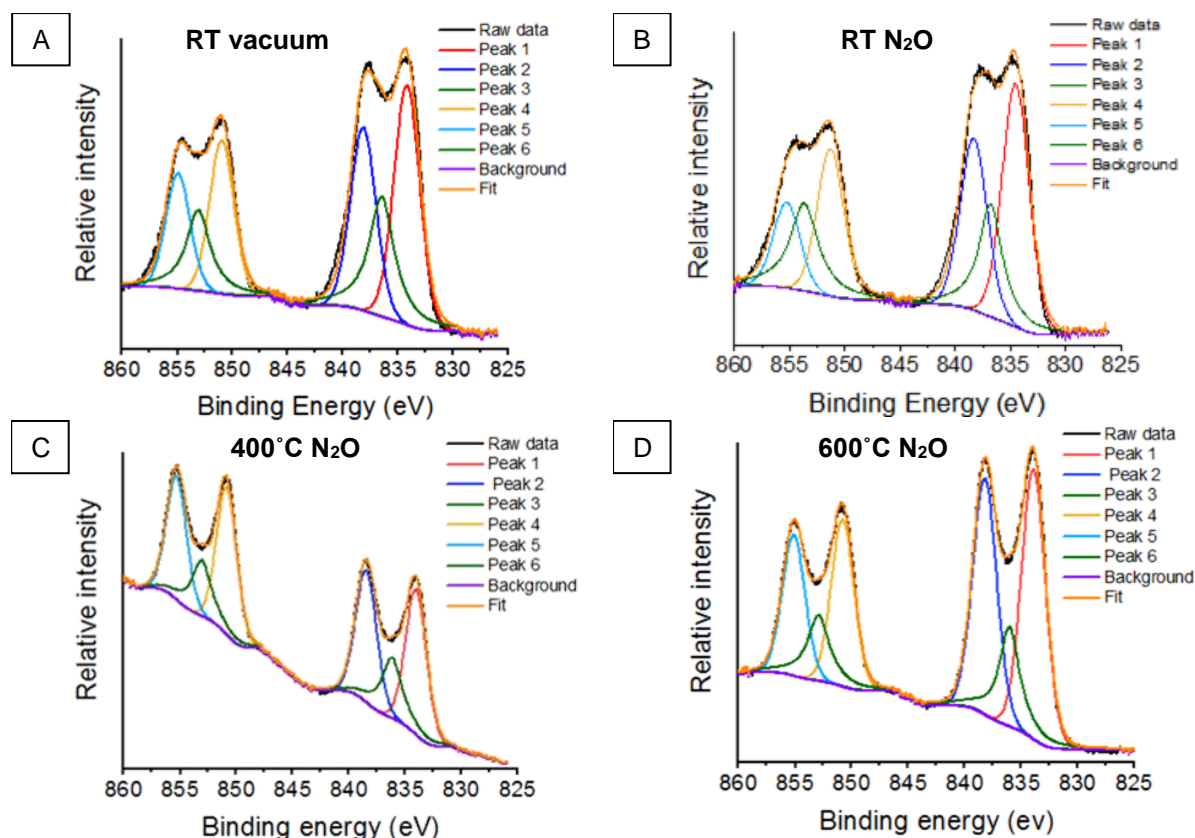 A
RT vacuum
Raw data
Peak 1
Peak 2
Peak 3
Peak 4
Peak 5
Peak 6
Background
Fit
Relative intensity
860 855 850 845 840 835 830 825
Binding Energy (eV)
B
RT N₂O
Raw data
Peak 1
Peak 2
Peak 3
Peak 4
Peak 5
Peak 6
Background
Fit
Relative intensity
860 855 850 845 840 835 830 825
Binding Energy (eV)
C
400˚C N₂O
Raw data
Peak 1
Peak 2
Peak 3
Peak 4
Peak 5
Peak 6
Background
Fit
Relative intensity
860 855 850 845 840 835 830 825
Binding energy (eV)
D
600˚C N₂O
Raw data
Peak 1
Peak 2
Peak 3
Peak 4
Peak 5
Peak 6
Background
Fit
Relative intensity
860 855 850 845 840 835 830 825
Binding energy (eV)